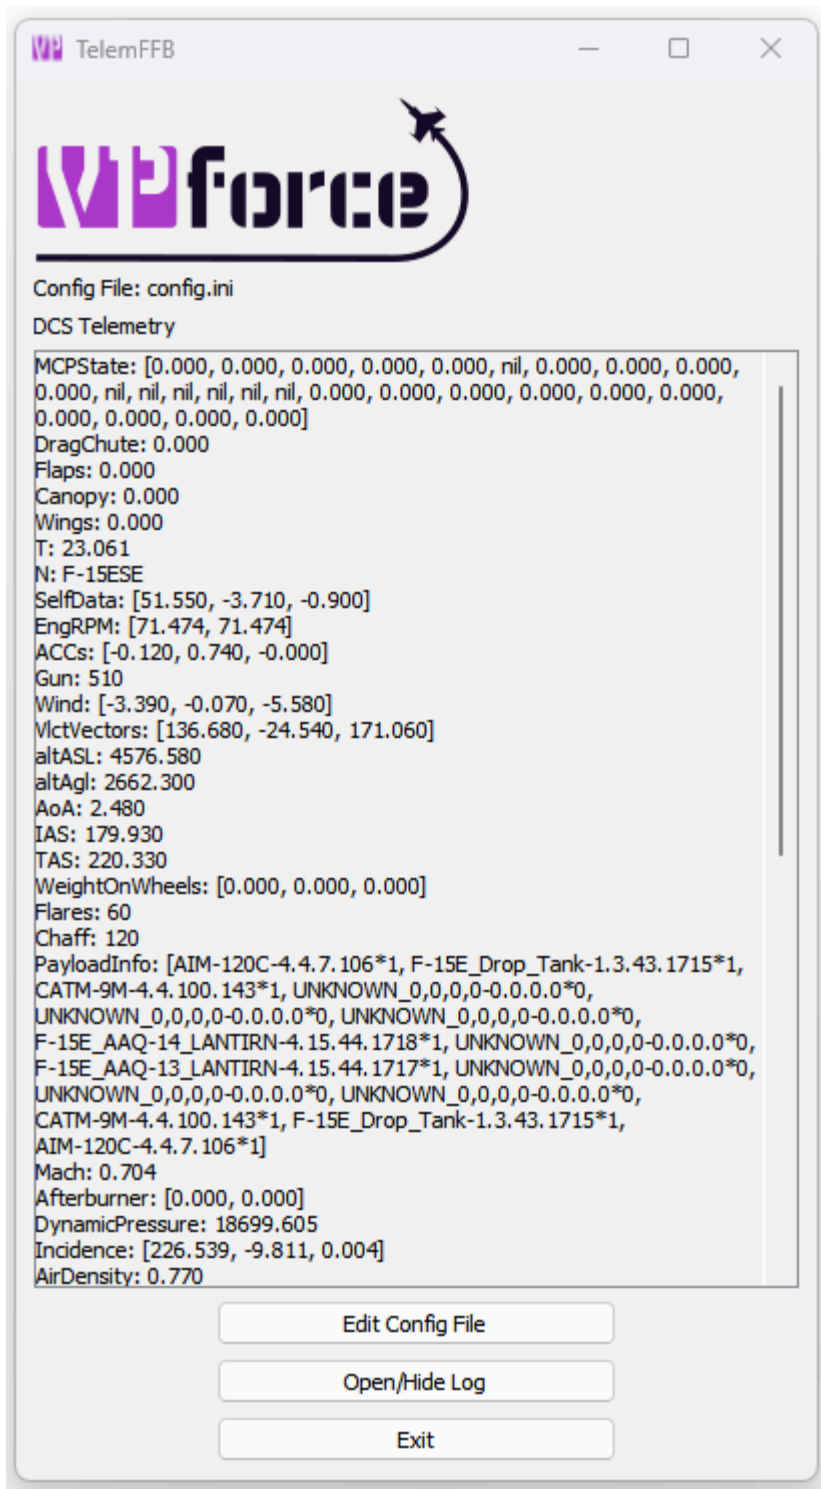 VP TelemFFB
VPforce
Config File: config.ini
DCS Telemetry
MCPState: [0.000, 0.000, 0.000, 0.000, 0.000, nil, 0.000, 0.000, 0.000,
0.000, nil, nil, nil, nil, nil, nil, 0.000, 0.000, 0.000, 0.000, 0.000, 0.000,
0.000, 0.000, 0.000, 0.000]
DragChute: 0.000
Flaps: 0.000
Canopy: 0.000
Wings: 0.000
T: 23.061
N: F-15ESE
SelfData: [51.550, -3.710, -0.900]
EngRPM: [71.474, 71.474]
ACCs: [-0.120, 0.740, -0.000]
Gun: 510
Wind: [-3.390, -0.070, -5.580]
VlctVectors: [136.680, -24.540, 171.060]
altASL: 4576.580
altAgl: 2662.300
AoA: 2.480
IAS: 179.930
TAS: 220.330
WeightOnWheels: [0.000, 0.000, 0.000]
Flares: 60
Chaff: 120
PayloadInfo: [AIM-120C-4.4.7.106*1, F-15E_Drop_Tank-1.3.43.1715*1,
CATM-9M-4.4.100.143*1, UNKNOWN_0,0,0,0-0.0.0.0*0,
UNKNOWN_0,0,0,0-0.0.0.0*0, UNKNOWN_0,0,0,0-0.0.0.0*0,
F-15E_AAQ-14_LANTIRN-4.15.44.1718*1, UNKNOWN_0,0,0,0-0.0.0.0*0,
F-15E_AAQ-13_LANTIRN-4.15.44.1717*1, UNKNOWN_0,0,0,0-0.0.0.0*0,
UNKNOWN_0,0,0,0-0.0.0.0*0, UNKNOWN_0,0,0,0-0.0.0.0*0,
CATM-9M-4.4.100.143*1, F-15E_Drop_Tank-1.3.43.1715*1,
AIM-120C-4.4.7.106*1]
Mach: 0.704
Afterburner: [0.000, 0.000]
DynamicPressure: 18699.605
Incidence: [226.539, -9.811, 0.004]
AirDensity: 0.770
Edit Config File
Open/Hide Log
Exit